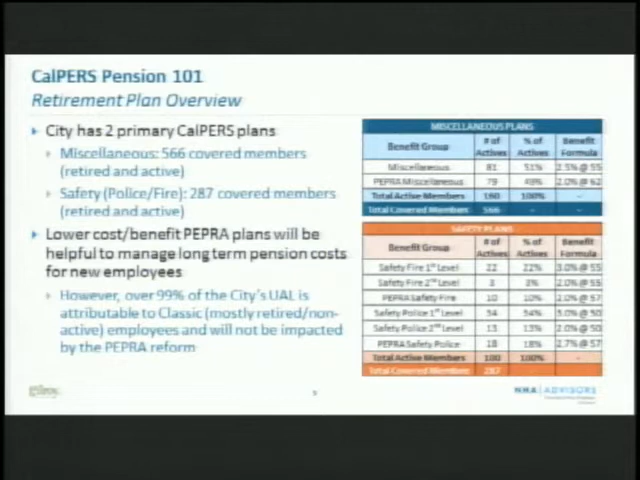 CalPERS Pension 101
Retirement Plan Overview
City has 2 primary CalPERS plans
Miscellaneous: 566 covered members
(retired and active)
Safety (Police/Fire): 287 covered members
(retired and active)
Lower cost/benefit PEPRA plans will be
helpful to manage long term pension costs
for new employees
However, over 99% of the City's UAL is
attributable to Classic (mostly retired/non-
active) employees and will not be impacted
by the PEPRA reform
MISCELLANEOUS PLANS
Benefit Group # of Actives % of Actives Benefit Formula
Miscellaneous 81 51% 2.5% @ 55
PEPRA Miscellaneous 79 49% 2.0% @ 62
Total Active Members 160 100% -
Total Covered Members 566 - -
SAFETY PLANS
Benefit Group # of Actives % of Actives Benefit Formula
Safety Fire 1st Level 22 22% 3.0% @ 55
Safety Fire 2nd Level 3 3% 2.0% @
PEPRA Safety Fire 10 10% 2.0% @ 57
Safety Police 1st Level 34 34% 3.0% @ 50
Safety Police 2nd Level 13 13% 2.0% @ 50
PEPRA Safety Police 18 18% 2.7% @ 57
Total Active Members 100 100% -
Total Covered Members 287
NHA | ADVISORS